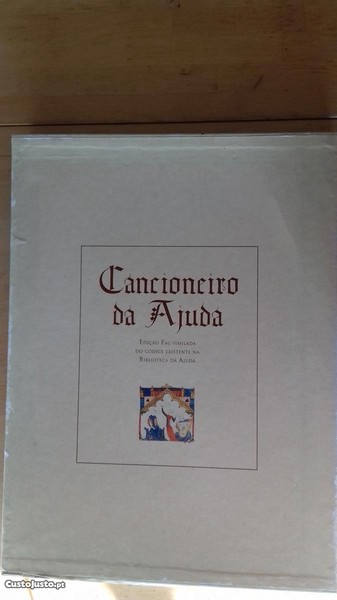 Cancioneiro
da Ajuda
Edição Fac-similada
do códice existente na
Biblioteca da Ajuda
CustoJusto.pt